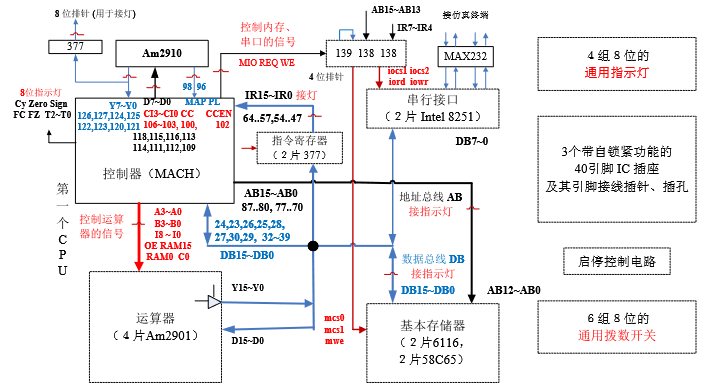 8 位排针 (用于接灯)
377
Am2910
控制内存、
串口的信号
MIO REQ WE
AB15~AB13
IR7~IR4
139 138 138
4 位排针
接仿真终端
MAX232
4 组 8 位的
通用指示灯
iocs1 iocs2
iord iowr
串行接口
(2 片 Intel 8251)
DB7~0
8位指示灯
Cy Zero Sign
FC FZ T2~T0
Y7~Y0
126,127,124,125
122,123,120,121
D7~D0
CI3~CI0 CC
106~103, 100,
118,115,116,113
114,111,112,109
98 96
MAP PL
CCEN
102
控制器（MACH）
IR15~IR0 接灯
64..57,54..47
指令寄存器
(2 片 377)
3个带自锁紧功能的
40引脚 IC 插座
及其引脚接线插针、插孔
第
一
个
C
P
U
控制运算
器的信号
A3~A0
B3~B0
I8~I0
OE RAM15
RAM0 C0
AB15~AB0
87..80, 77..70
24,23,26,25,28,
27,30,29, 32~39
DB15~DB0
地址总线 AB
接指示灯
数据总线 DB
接指示灯
DB15~DB0
AB12~AB0
启停控制电路
运算器
(4 片Am2901)
Y15~Y0
D15~D0
mcs0
mcs1
mwe
基本存储器
(2 片6116,
2 片58C65)
6 组 8 位的
通用拨数开关